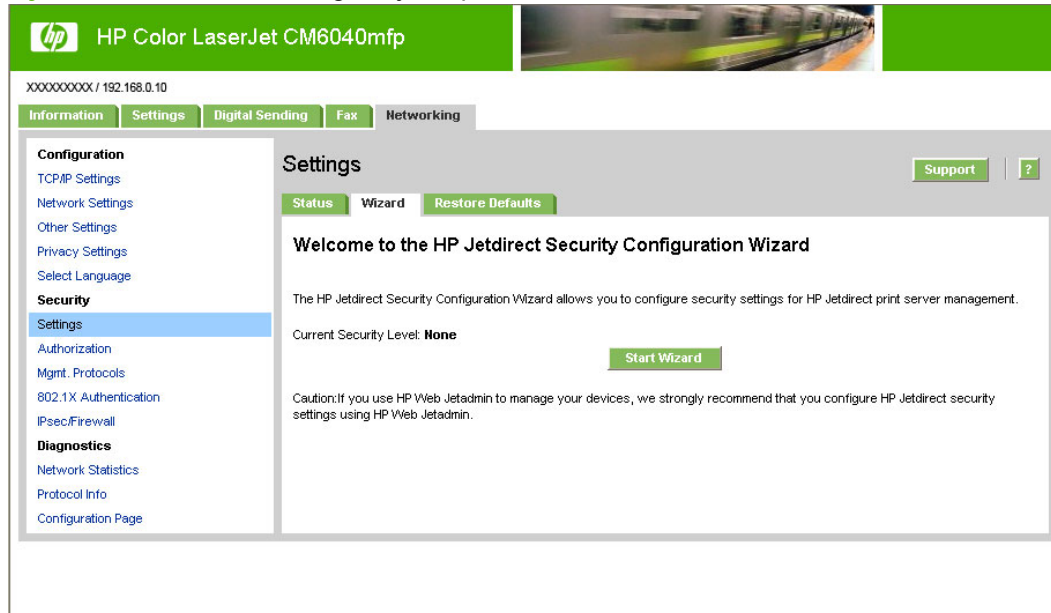 hp
HP Color LaserJet CM6040mfp
XXXXXXXXX / 192.168.0.10
Information
Settings
Digital Sending
Fax
Networking
Configuration
TCP/IP Settings
Network Settings
Other Settings
Privacy Settings
Select Language
Security
Settings
Authorization
Mgmt. Protocols
802.1X Authentication
IPsec/Firewall
Diagnostics
Network Statistics
Protocol Info
Configuration Page
Settings
Support
?
Status
Wizard
Restore Defaults
Welcome to the HP Jetdirect Security Configuration Wizard
The HP Jetdirect Security Configuration Wizard allows you to configure security settings for HP Jetdirect print server management.
Current Security Level: None
Start Wizard
Caution:If you use HP Web Jetadmin to manage your devices, we strongly recommend that you configure HP Jetdirect security
settings using HP Web Jetadmin.